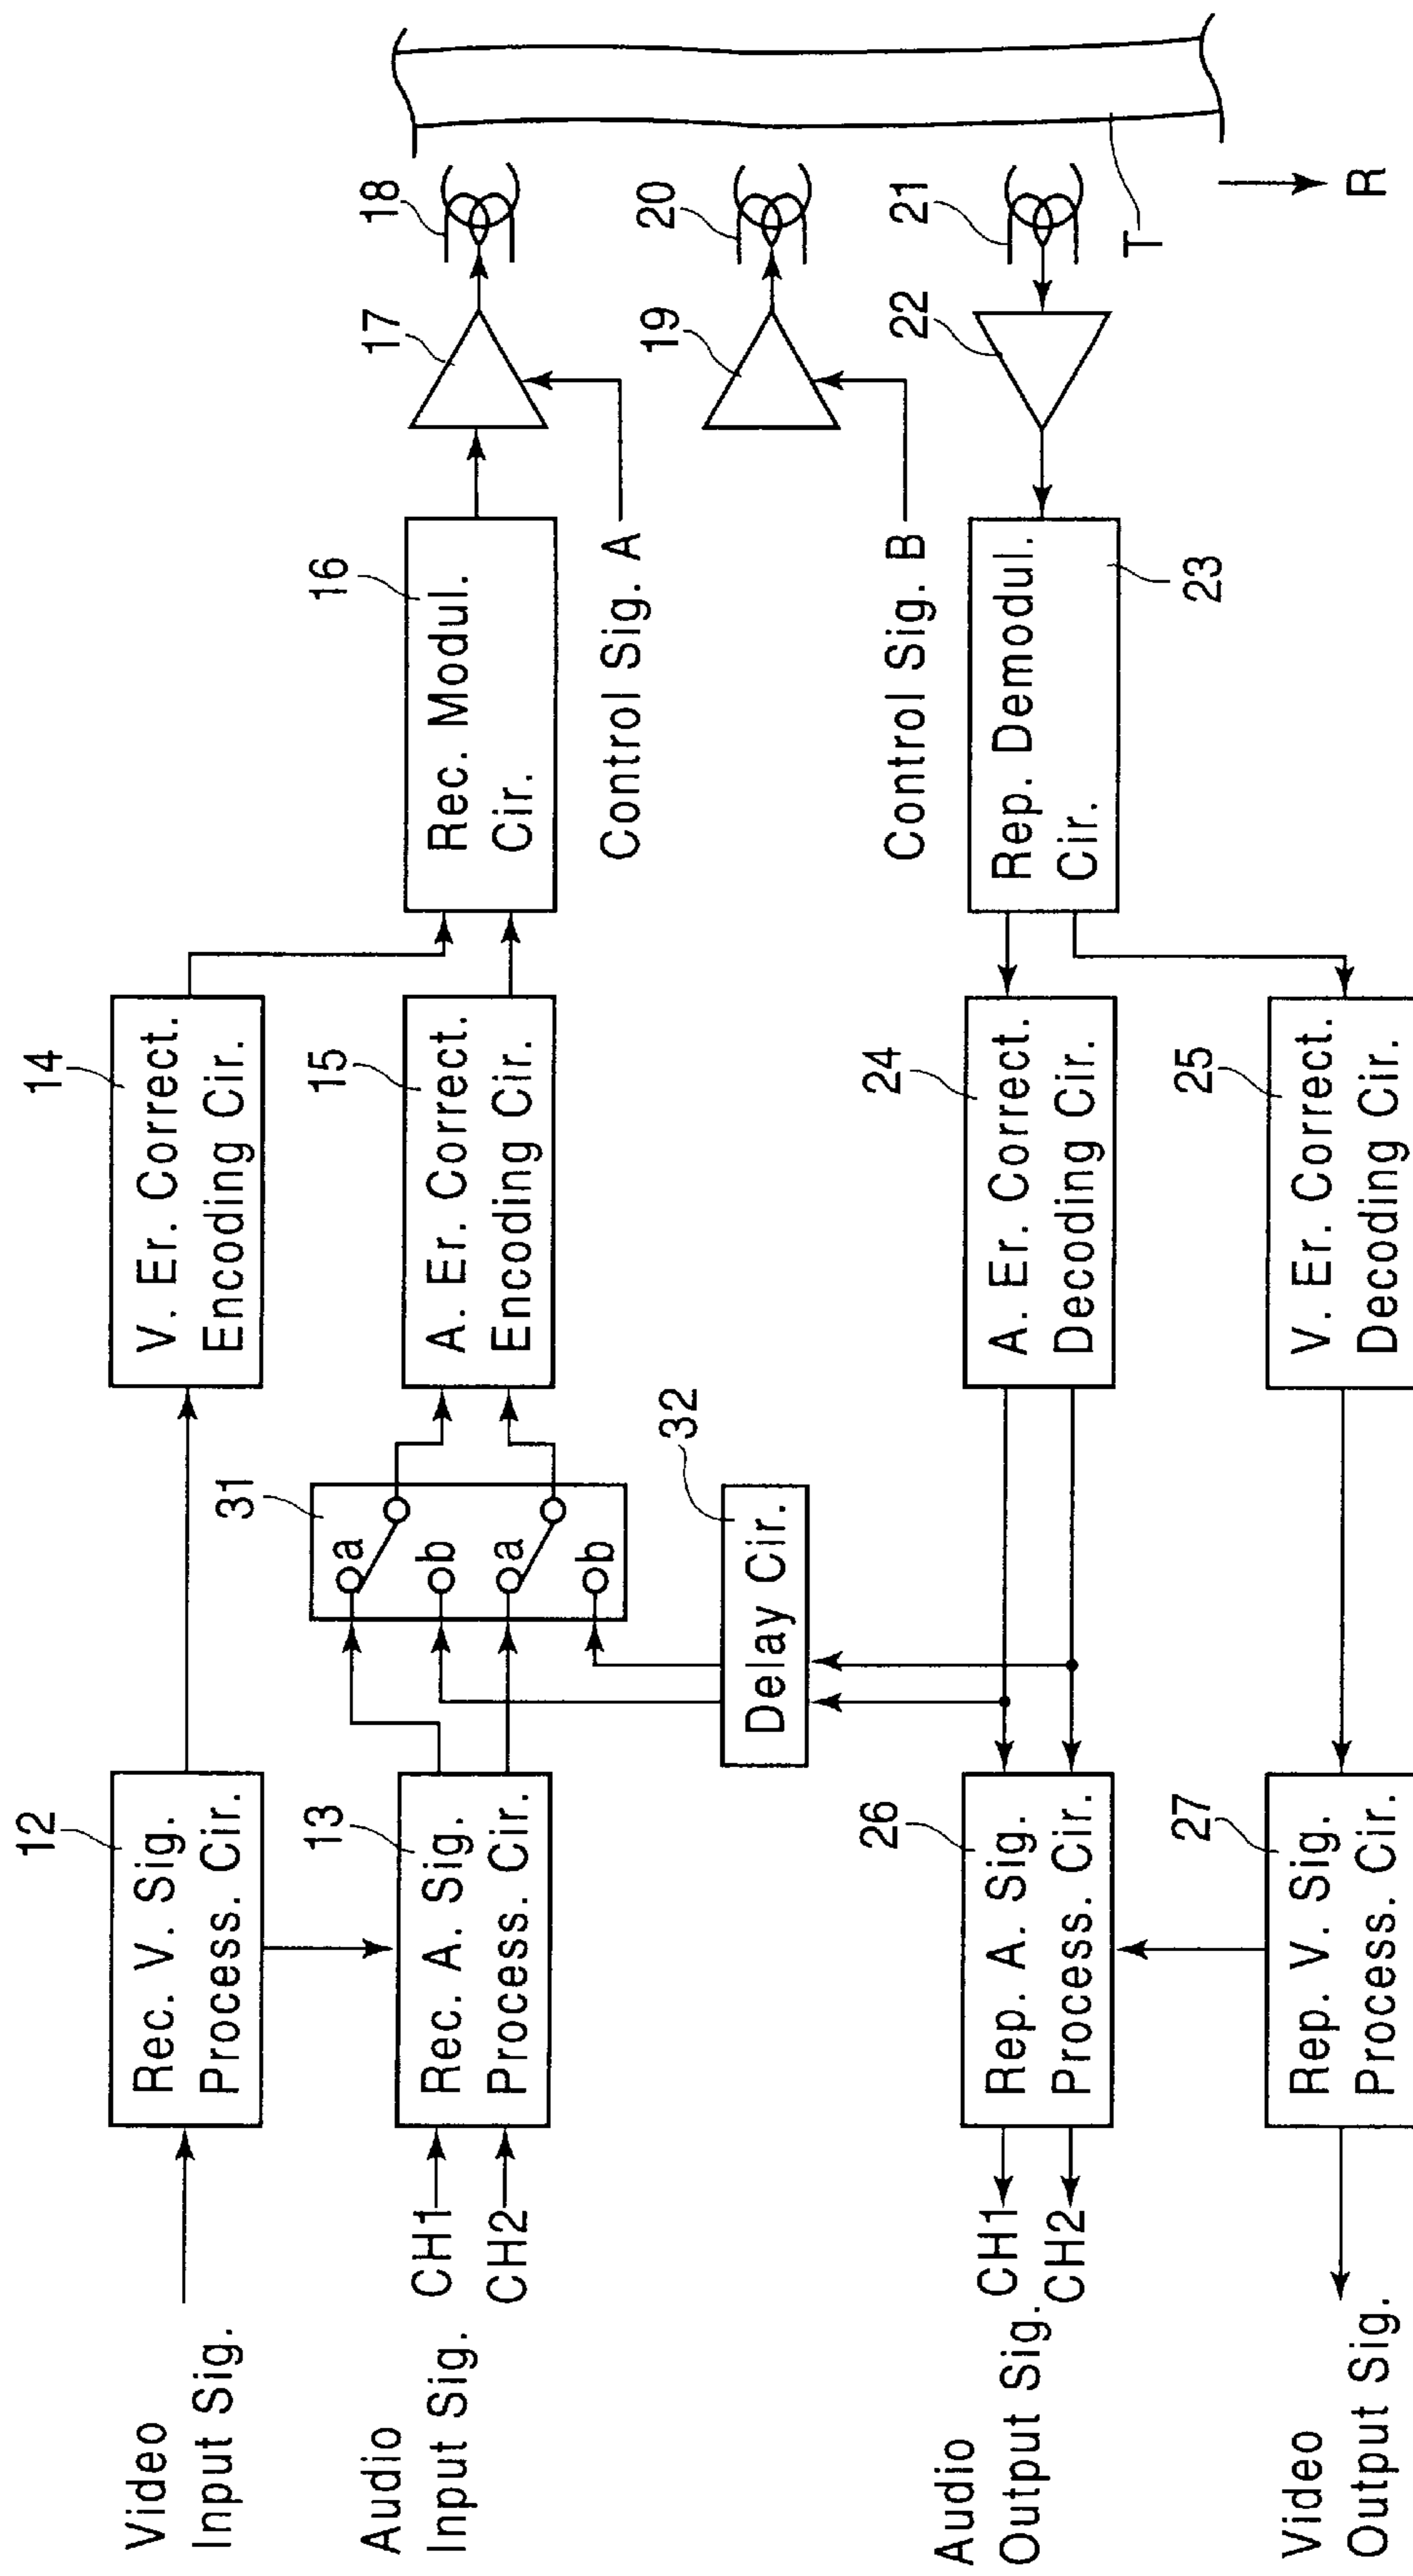 Video
Input Sig.
12
Rec. V. Sig.
Process. Cir.
14
V. Er. Correct.
Encoding Cir.
Audio
Input Sig.
CH1
CH2
13
Rec. A. Sig.
Process. Cir.
31
a
b
a
b
15
A. Er. Correct.
Encoding Cir.
16
Rec. Modul.
Cir.
17
18
Control Sig. A
32
Delay Cir.
19
20
Control Sig. B
Audio
Output Sig.
CH1
CH2
26
Rep. A. Sig.
Process. Cir.
24
A. Er. Correct.
Decoding Cir.
Rep. Demodul.
Cir.
23
22
21
T
R
Video
Output Sig.
27
Rep. V. Sig.
Process. Cir.
25
V. Er. Correct.
Decoding Cir.